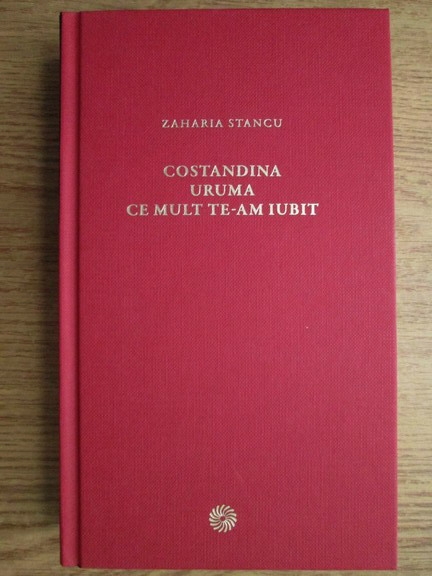 ZAHARIA STANCU
COSTANDINA
URUMA
CE MULT TE-AM IUBIT